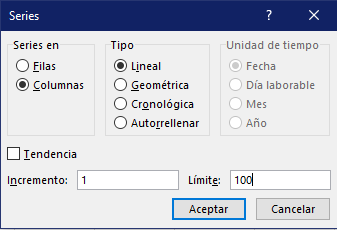 Series
?
Series en
Filas
Columnas
Tipo
Lineal
Geométrica
Cronológica
Autorrellenar
Unidad de tiempo
Fecha
Día laborable
Mes
Año
Tendencia
Incremento: 1
Límite: 100
Aceptar
Cancelar